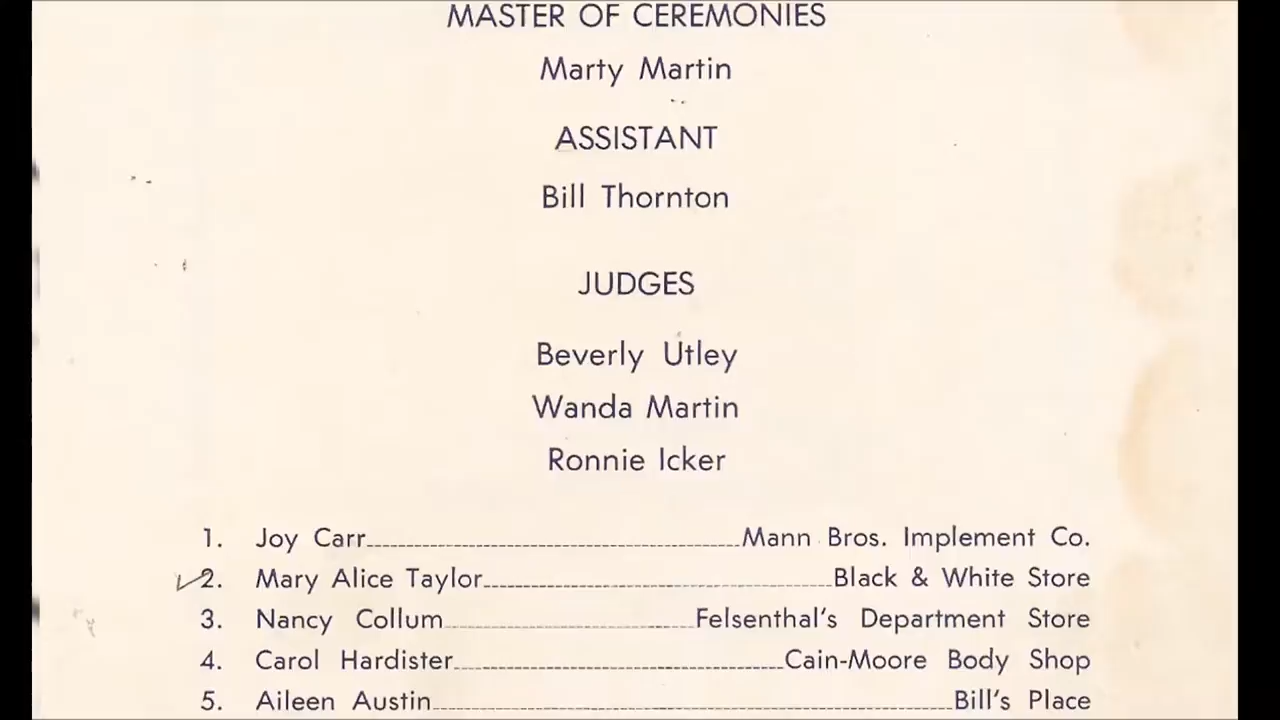 MASTER OF CEREMONIES
Marty Martin
ASSISTANT
Bill Thornton
JUDGES
Beverly Utley
Wanda Martin
Ronnie Icker
1. Joy Carr Mann Bros. Implement Co.
2. Mary Alice Taylor Black & White Store
3. Nancy Collum Felsenthal's Department Store
4. Carol Hardister Cain-Moore Body Shop
5. Aileen Austin Bill's Place